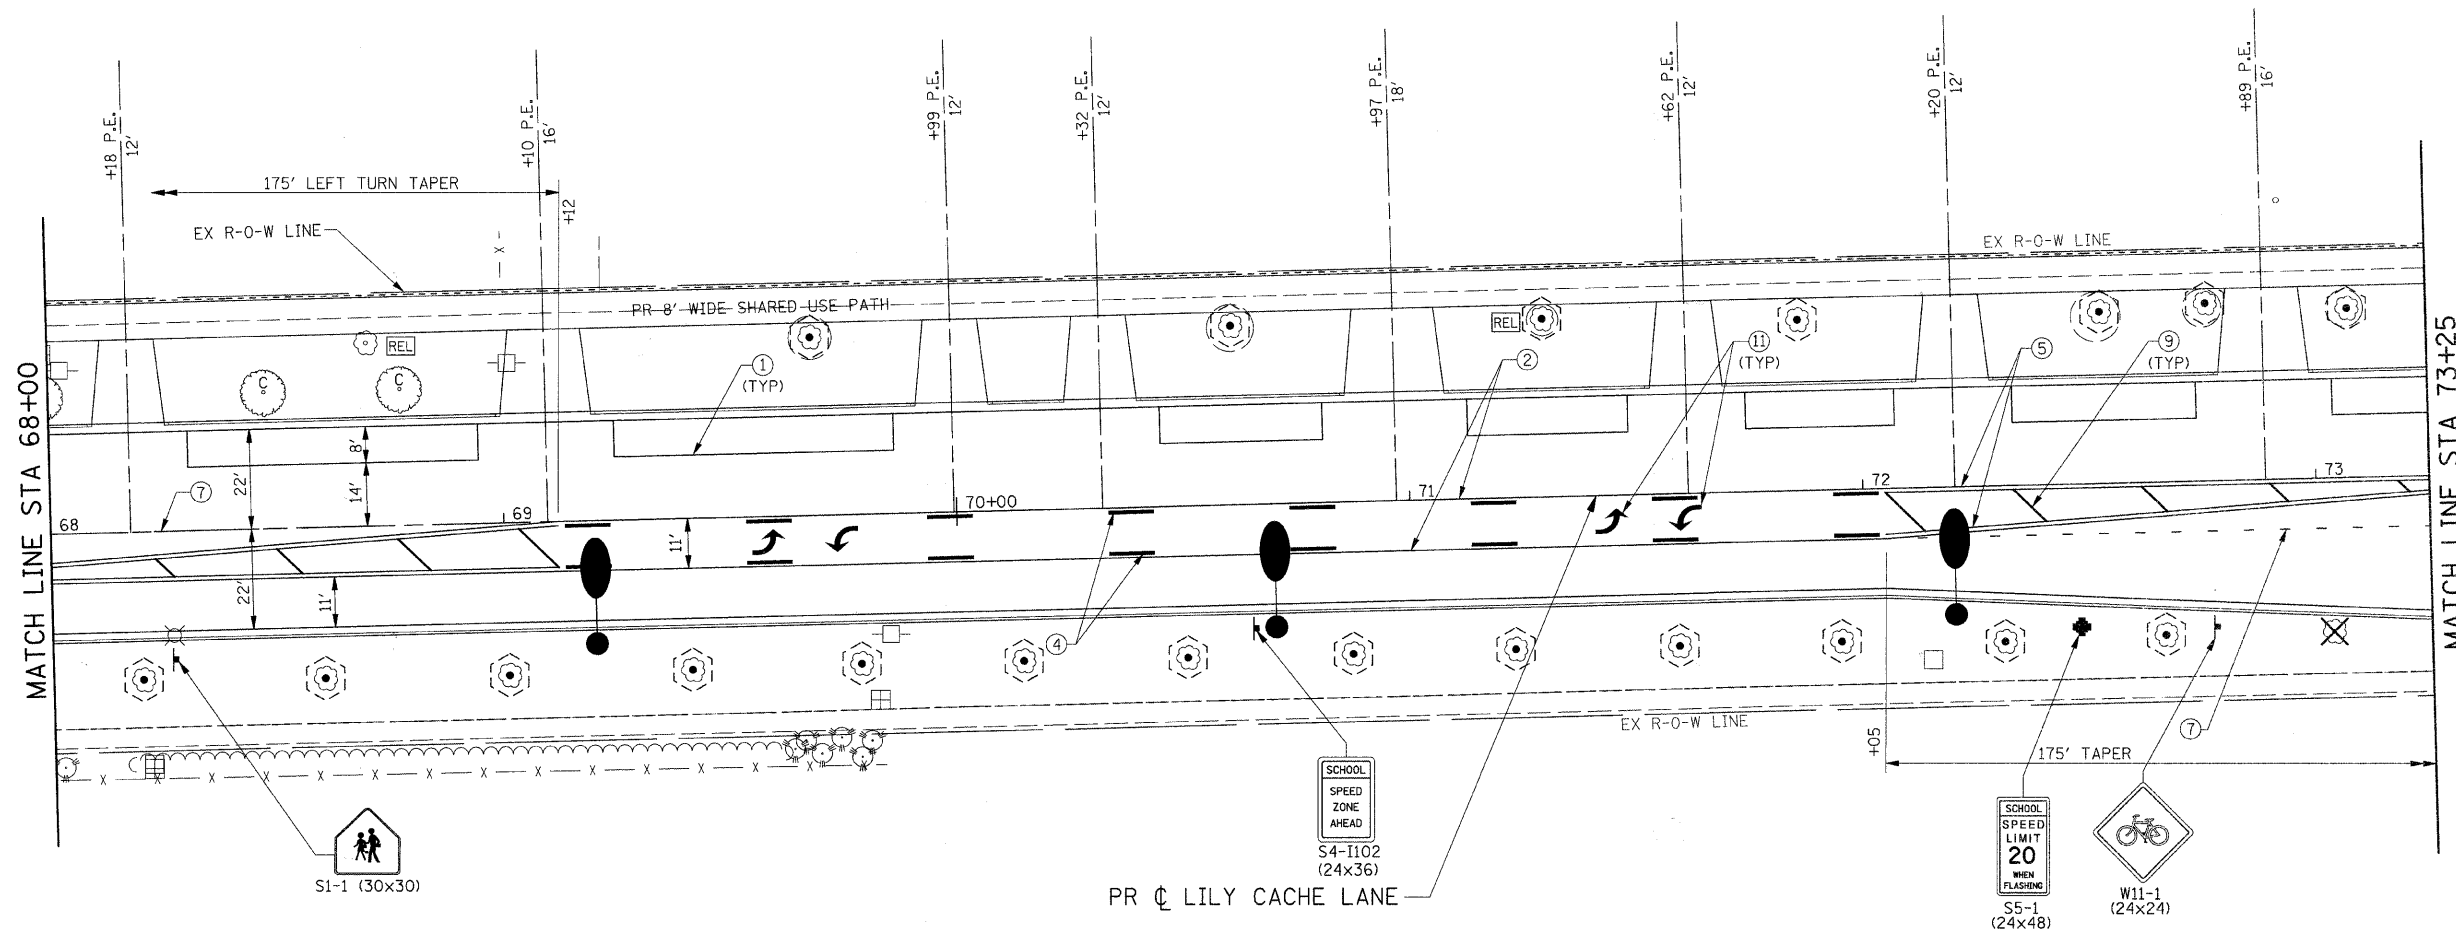 +18 P.E.
12'
+10 P.E.
16'
+99 P.E.
12'
+32 P.E.
12'
+97 P.E.
18'
+62 P.E.
12'
+20 P.E.
12'
+89 P.E.
16'
175' LEFT TURN TAPER
+12
EX R-O-W LINE
EX R-O-W LINE
PR 8' WIDE SHARED USE PATH
REL
REL
C
C
1
(TYP)
2
11
(TYP)
5
9
(TYP)
MATCH LINE STA 68+00
MATCH LINE STA 73+25
22'
8'
14'
7
68
69
70+00
71
72
73
11'
22'
11'
4
EX R-O-W LINE
7
+05
175' TAPER
X X X X X X X X X X
X
SCHOOL
SPEED
ZONE
AHEAD
S4-I102
(24x36)
S1-1 (30x30)
PR ℄ LILY CACHE LANE
SCHOOL
SPEED
LIMIT
20
WHEN
FLASHING
S5-1
(24x48)
W11-1
(24x24)